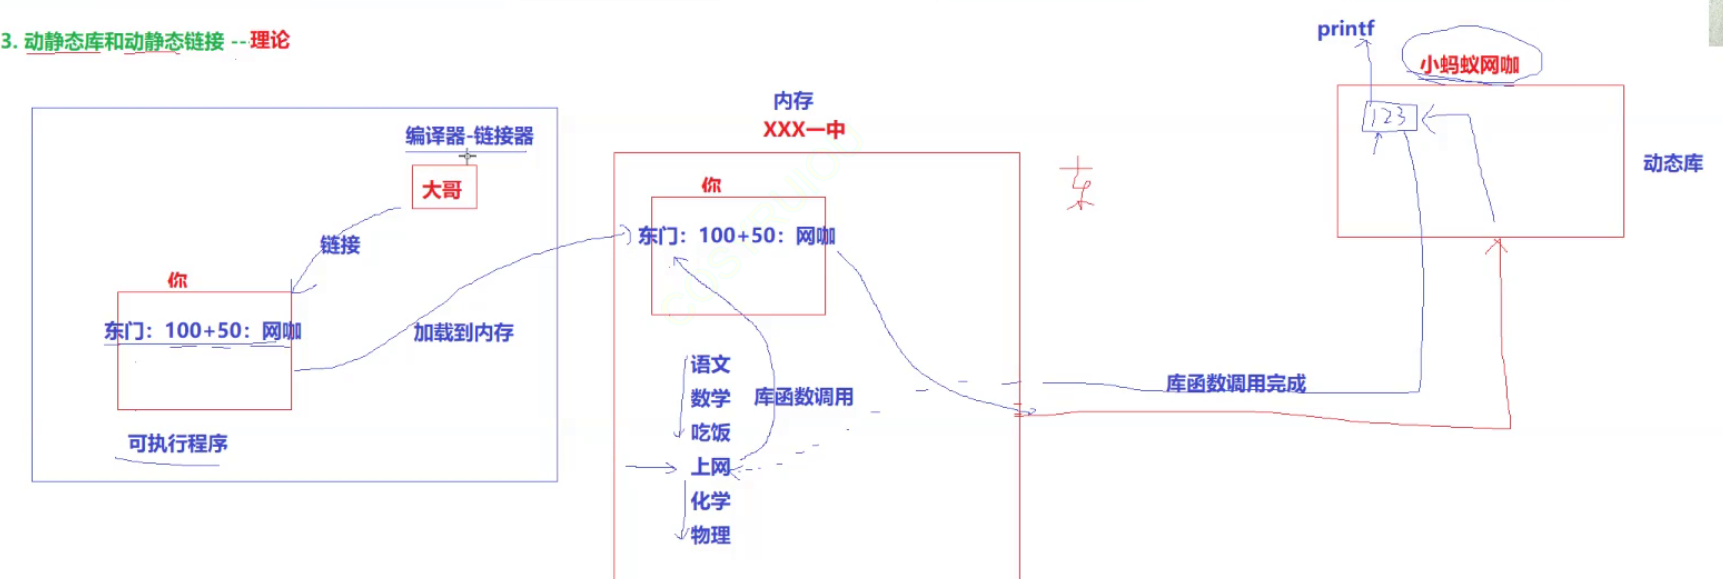 3. 动静态库和动静态链接 --理论
编译器-链接器
大哥
链接
你
东门：100+50：网咖
加载到内存
可执行程序
内存
XXX一中
你
东门：100+50：网咖
语文
数学
库函数调用
吃饭
上网
化学
物理
库函数调用完成
printf
小蚂蚁网咖
123
动态库